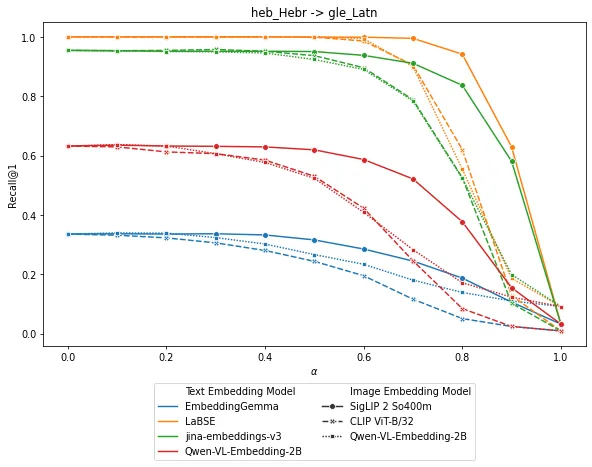 heb_Hebr -> gle_Latn
Recall@1
1.0
0.8
0.6
0.4
0.2
0.0
0.0 0.2 0.4 0.6 0.8 1.0
α
Text Embedding Model
EmbeddingGemma
LaBSE
jina-embeddings-v3
Qwen-VL-Embedding-2B
Image Embedding Model
SigLIP 2 So400m
CLIP ViT-B/32
Qwen-VL-Embedding-2B